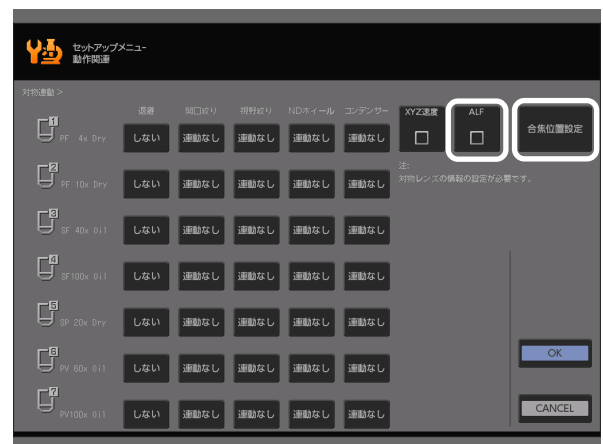 セットアップメニュー
動作関連
対物連動 >
退避 開口絞り 視野絞り NDホイール コンデンサー XYZ速度 ALF 合焦位置設定
1 PF 4x Dry しない 連動なし 連動なし 連動なし 連動なし
注:
対物レンズの情報の設定が必要です。
2 PF 10x Dry しない 連動なし 連動なし 連動なし 連動なし
3 SF 40x Oil しない 連動なし 連動なし 連動なし 連動なし
4 SF100x Oil しない 連動なし 連動なし 連動なし 連動なし
5 SP 20x Dry しない 連動なし 連動なし 連動なし 連動なし
6 PV 60x Oil しない 連動なし 連動なし 連動なし 連動なし
7 PV100x Oil しない 連動なし 連動なし 連動なし 連動なし
OK
CANCEL